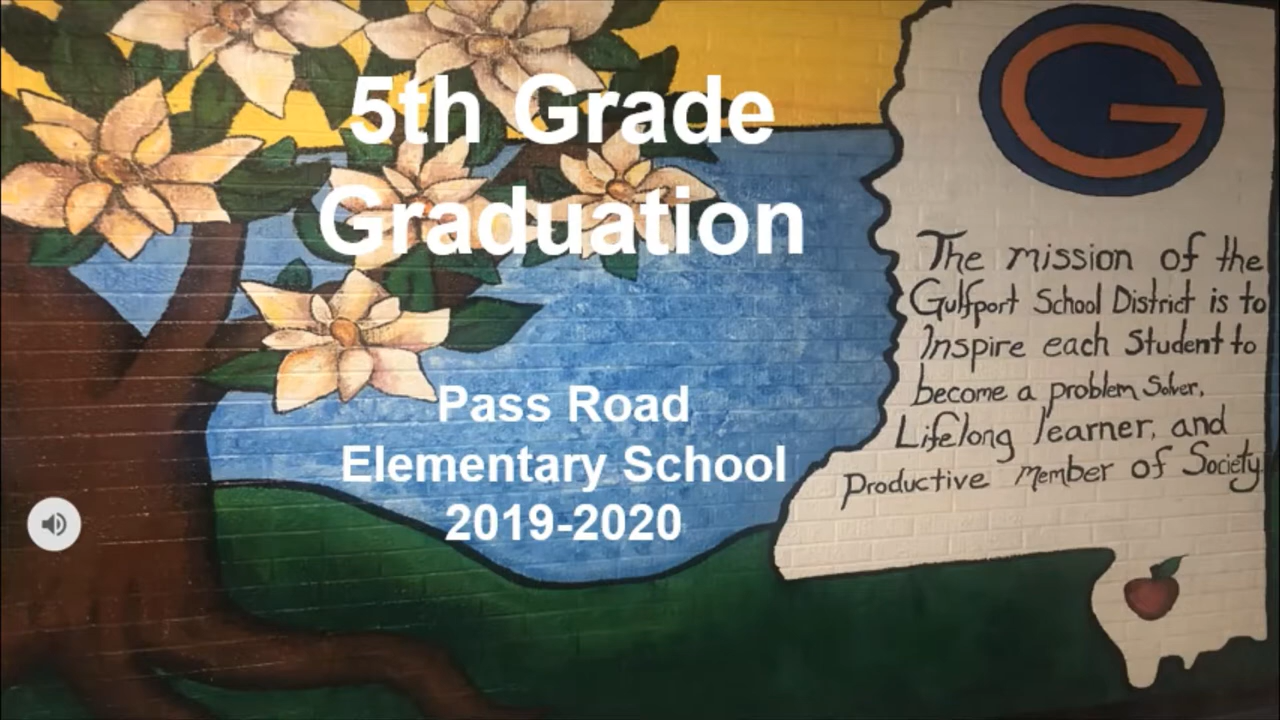 5th Grade
Graduation
Pass Road
Elementary School
2019-2020
G
The mission of the
Gulfport School District is to
Inspire each Student to
become a problem Solver,
Lifelong learner, and
Productive member of Society.